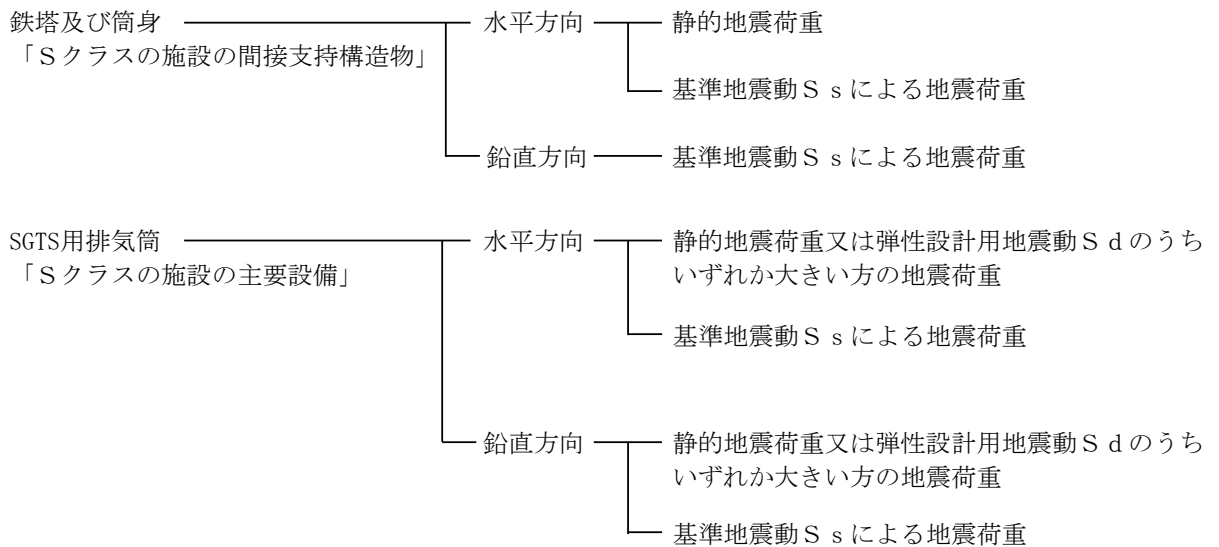 鉄塔及び筒身 水平方向 静的地震荷重
「Ｓクラスの施設の間接支持構造物」
基準地震動Ｓｓによる地震荷重
鉛直方向 基準地震動Ｓｓによる地震荷重
SGTS用排気筒 水平方向 静的地震荷重又は弾性設計用地震動Ｓｄのうち
「Ｓクラスの施設の主要設備」 いずれか大きい方の地震荷重
基準地震動Ｓｓによる地震荷重
鉛直方向 静的地震荷重又は弾性設計用地震動Ｓｄのうち
いずれか大きい方の地震荷重
基準地震動Ｓｓによる地震荷重